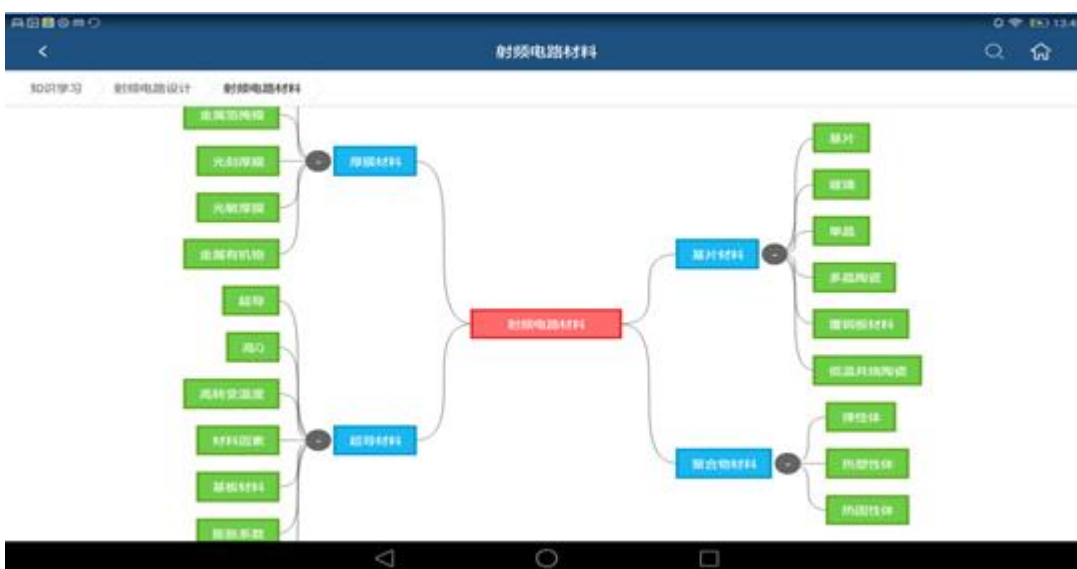 射频电路材料
知识学习
射频电路设计
射频电路材料
金属箔掩模
光刻厚膜
光敏厚膜
金属有机物
厚膜材料
超导
高Q
高转变温度
材料因素
基板材料
膨胀系数
超导材料
射频电路材料
基片材料
基片
玻璃
单晶
多晶陶瓷
覆铜板材料
低温共烧陶瓷
聚合物材料
弹性体
热塑性体
热固性体